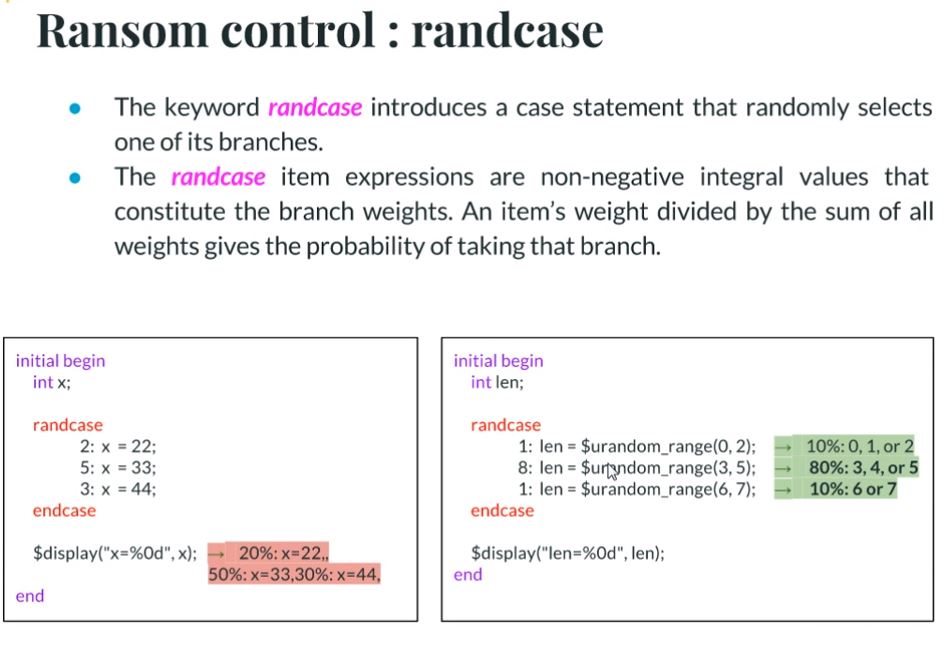 Ransom control : randcase
• The keyword randcase introduces a case statement that randomly selects
one of its branches.
• The randcase item expressions are non-negative integral values that
constitute the branch weights. An item’s weight divided by the sum of all
weights gives the probability of taking that branch.
initial begin
int x;
randcase
2: x = 22;
5: x = 33;
3: x = 44;
endcase
$display("x=%0d", x); → 20%: x=22,,
50%: x=33,30%: x=44,
end
initial begin
int len;
randcase
1: len = $urandom_range(0, 2); → 10%: 0, 1, or 2
8: len = $urandom_range(3, 5); → 80%: 3, 4, or 5
1: len = $urandom_range(6, 7); → 10%: 6 or 7
endcase
$display("len=%0d", len);
end